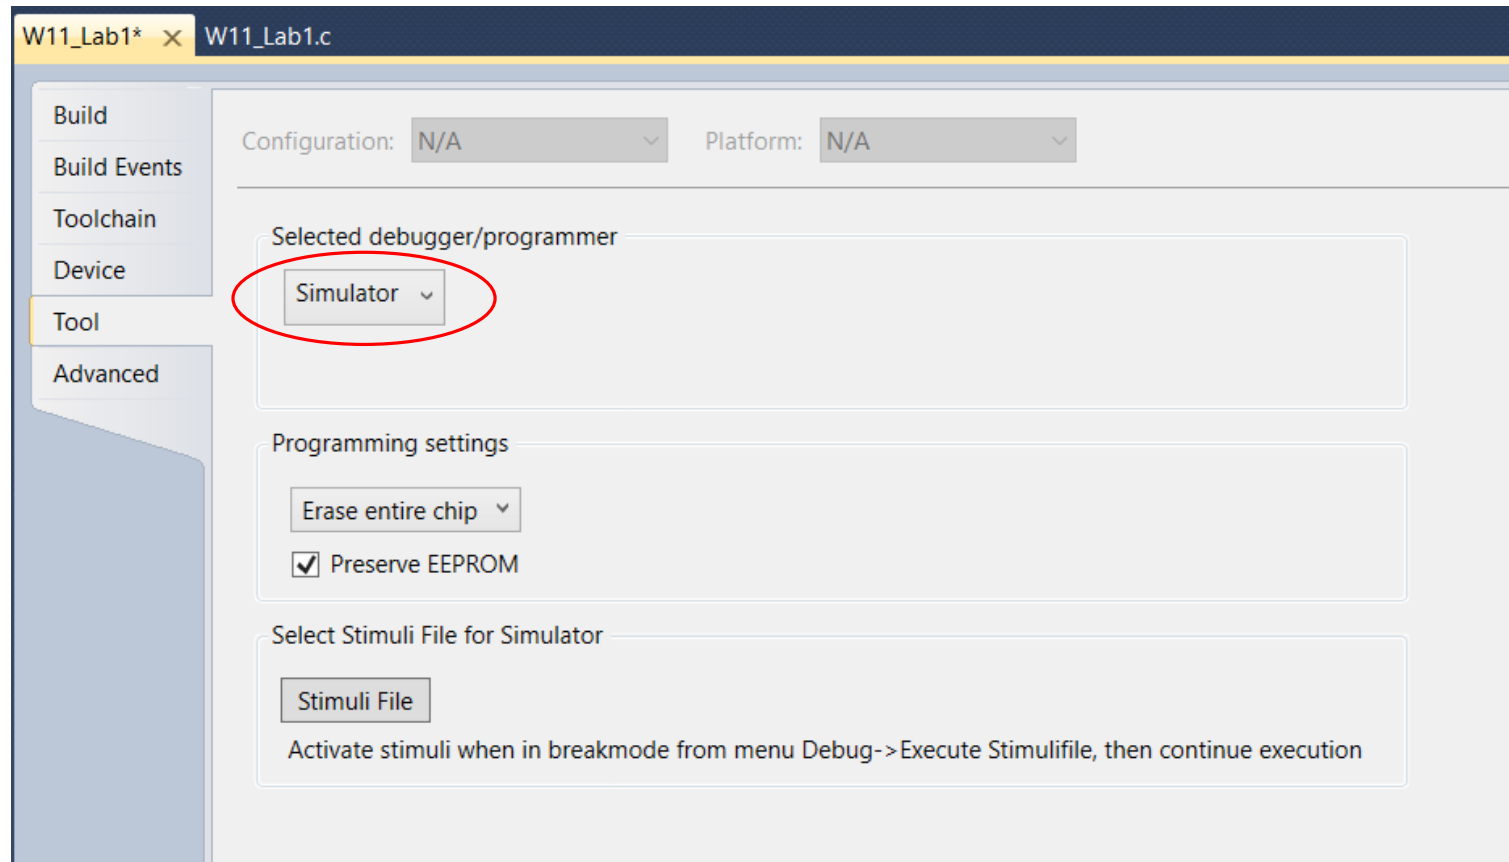 W11_Lab1* W11_Lab1.c
Build
Build Events
Toolchain
Device
Tool
Advanced
Configuration: N/A Platform: N/A
Selected debugger/programmer
Simulator
Programming settings
Erase entire chip
Preserve EEPROM
Select Stimuli File for Simulator
Stimuli File
Activate stimuli when in breakmode from menu Debug->Execute Stimulifile, then continue execution